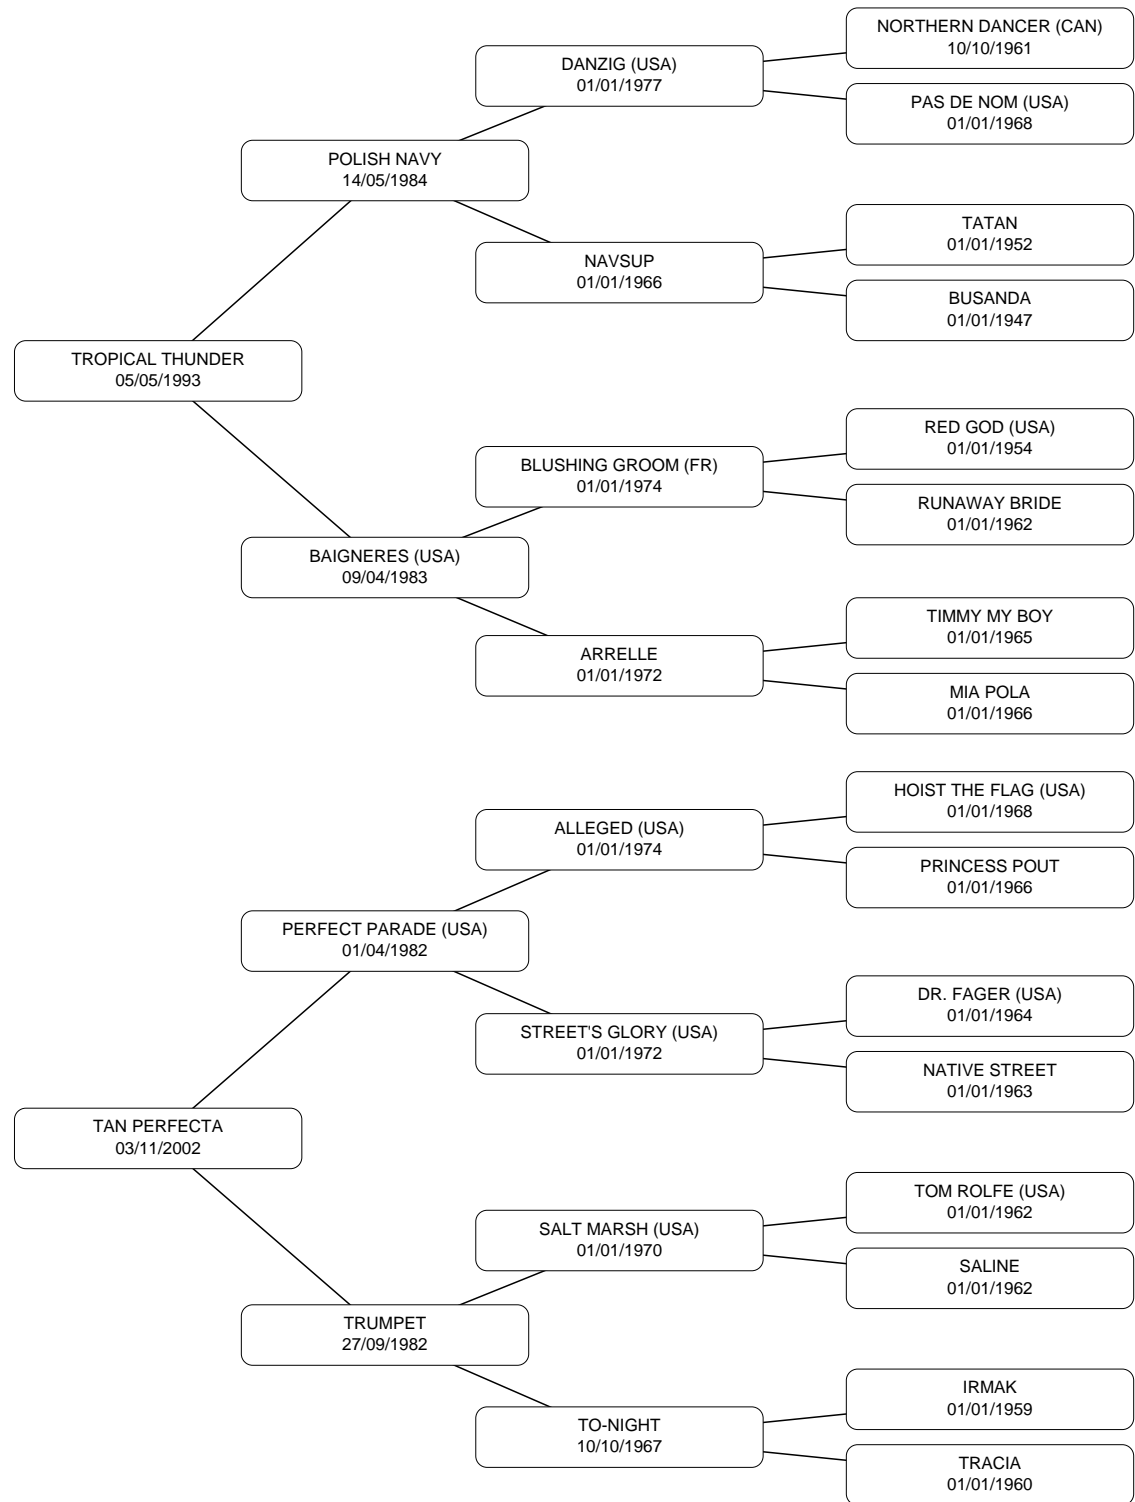 NORTHERN DANCER (CAN)
10/10/1961
DANZIG (USA)
01/01/1977
PAS DE NOM (USA)
01/01/1968
POLISH NAVY
14/05/1984
TATAN
01/01/1952
NAVSUP
01/01/1966
BUSANDA
01/01/1947
TROPICAL THUNDER
05/05/1993
RED GOD (USA)
01/01/1954
BLUSHING GROOM (FR)
01/01/1974
RUNAWAY BRIDE
01/01/1962
BAIGNERES (USA)
09/04/1983
TIMMY MY BOY
01/01/1965
ARRELLE
01/01/1972
MIA POLA
01/01/1966
HOIST THE FLAG (USA)
01/01/1968
ALLEGED (USA)
01/01/1974
PRINCESS POUT
01/01/1966
PERFECT PARADE (USA)
01/04/1982
DR. FAGER (USA)
01/01/1964
STREET'S GLORY (USA)
01/01/1972
NATIVE STREET
01/01/1963
TAN PERFECTA
03/11/2002
TOM ROLFE (USA)
01/01/1962
SALT MARSH (USA)
01/01/1970
SALINE
01/01/1962
TRUMPET
27/09/1982
IRMAK
01/01/1959
TO-NIGHT
10/10/1967
TRACIA
01/01/1960